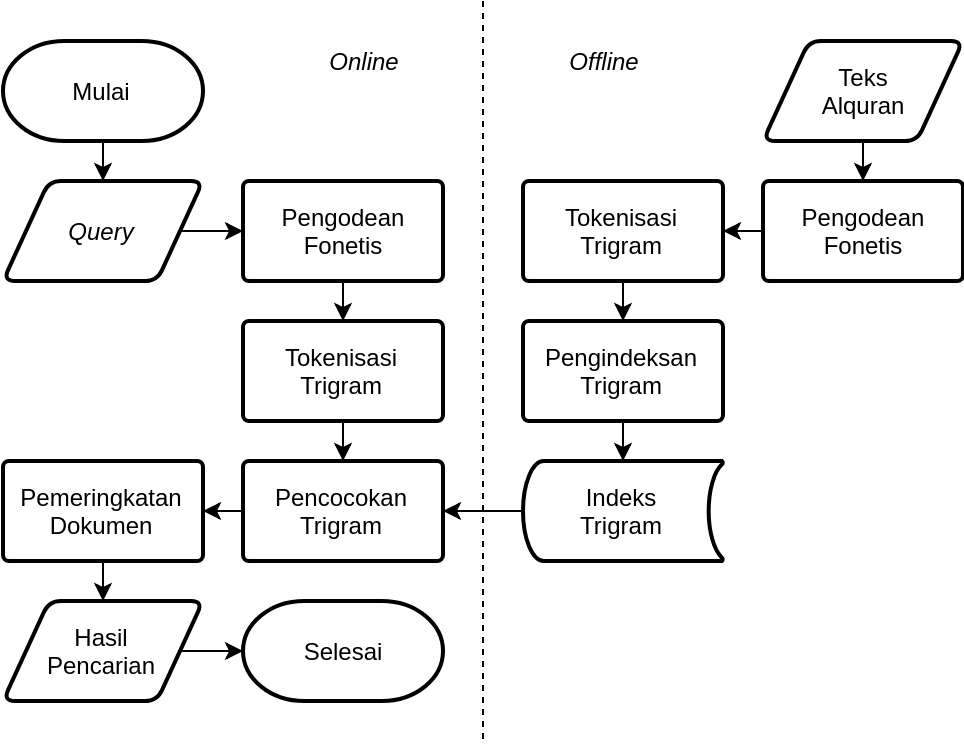 Mulai
Online
Offline
Teks
Alquran
Query
Pengodean
Fonetis
Tokenisasi
Trigram
Pengodean
Fonetis
Tokenisasi
Trigram
Pengindeksan
Trigram
Pemeringkatan
Dokumen
Pencocokan
Trigram
Indeks
Trigram
Hasil
Pencarian
Selesai